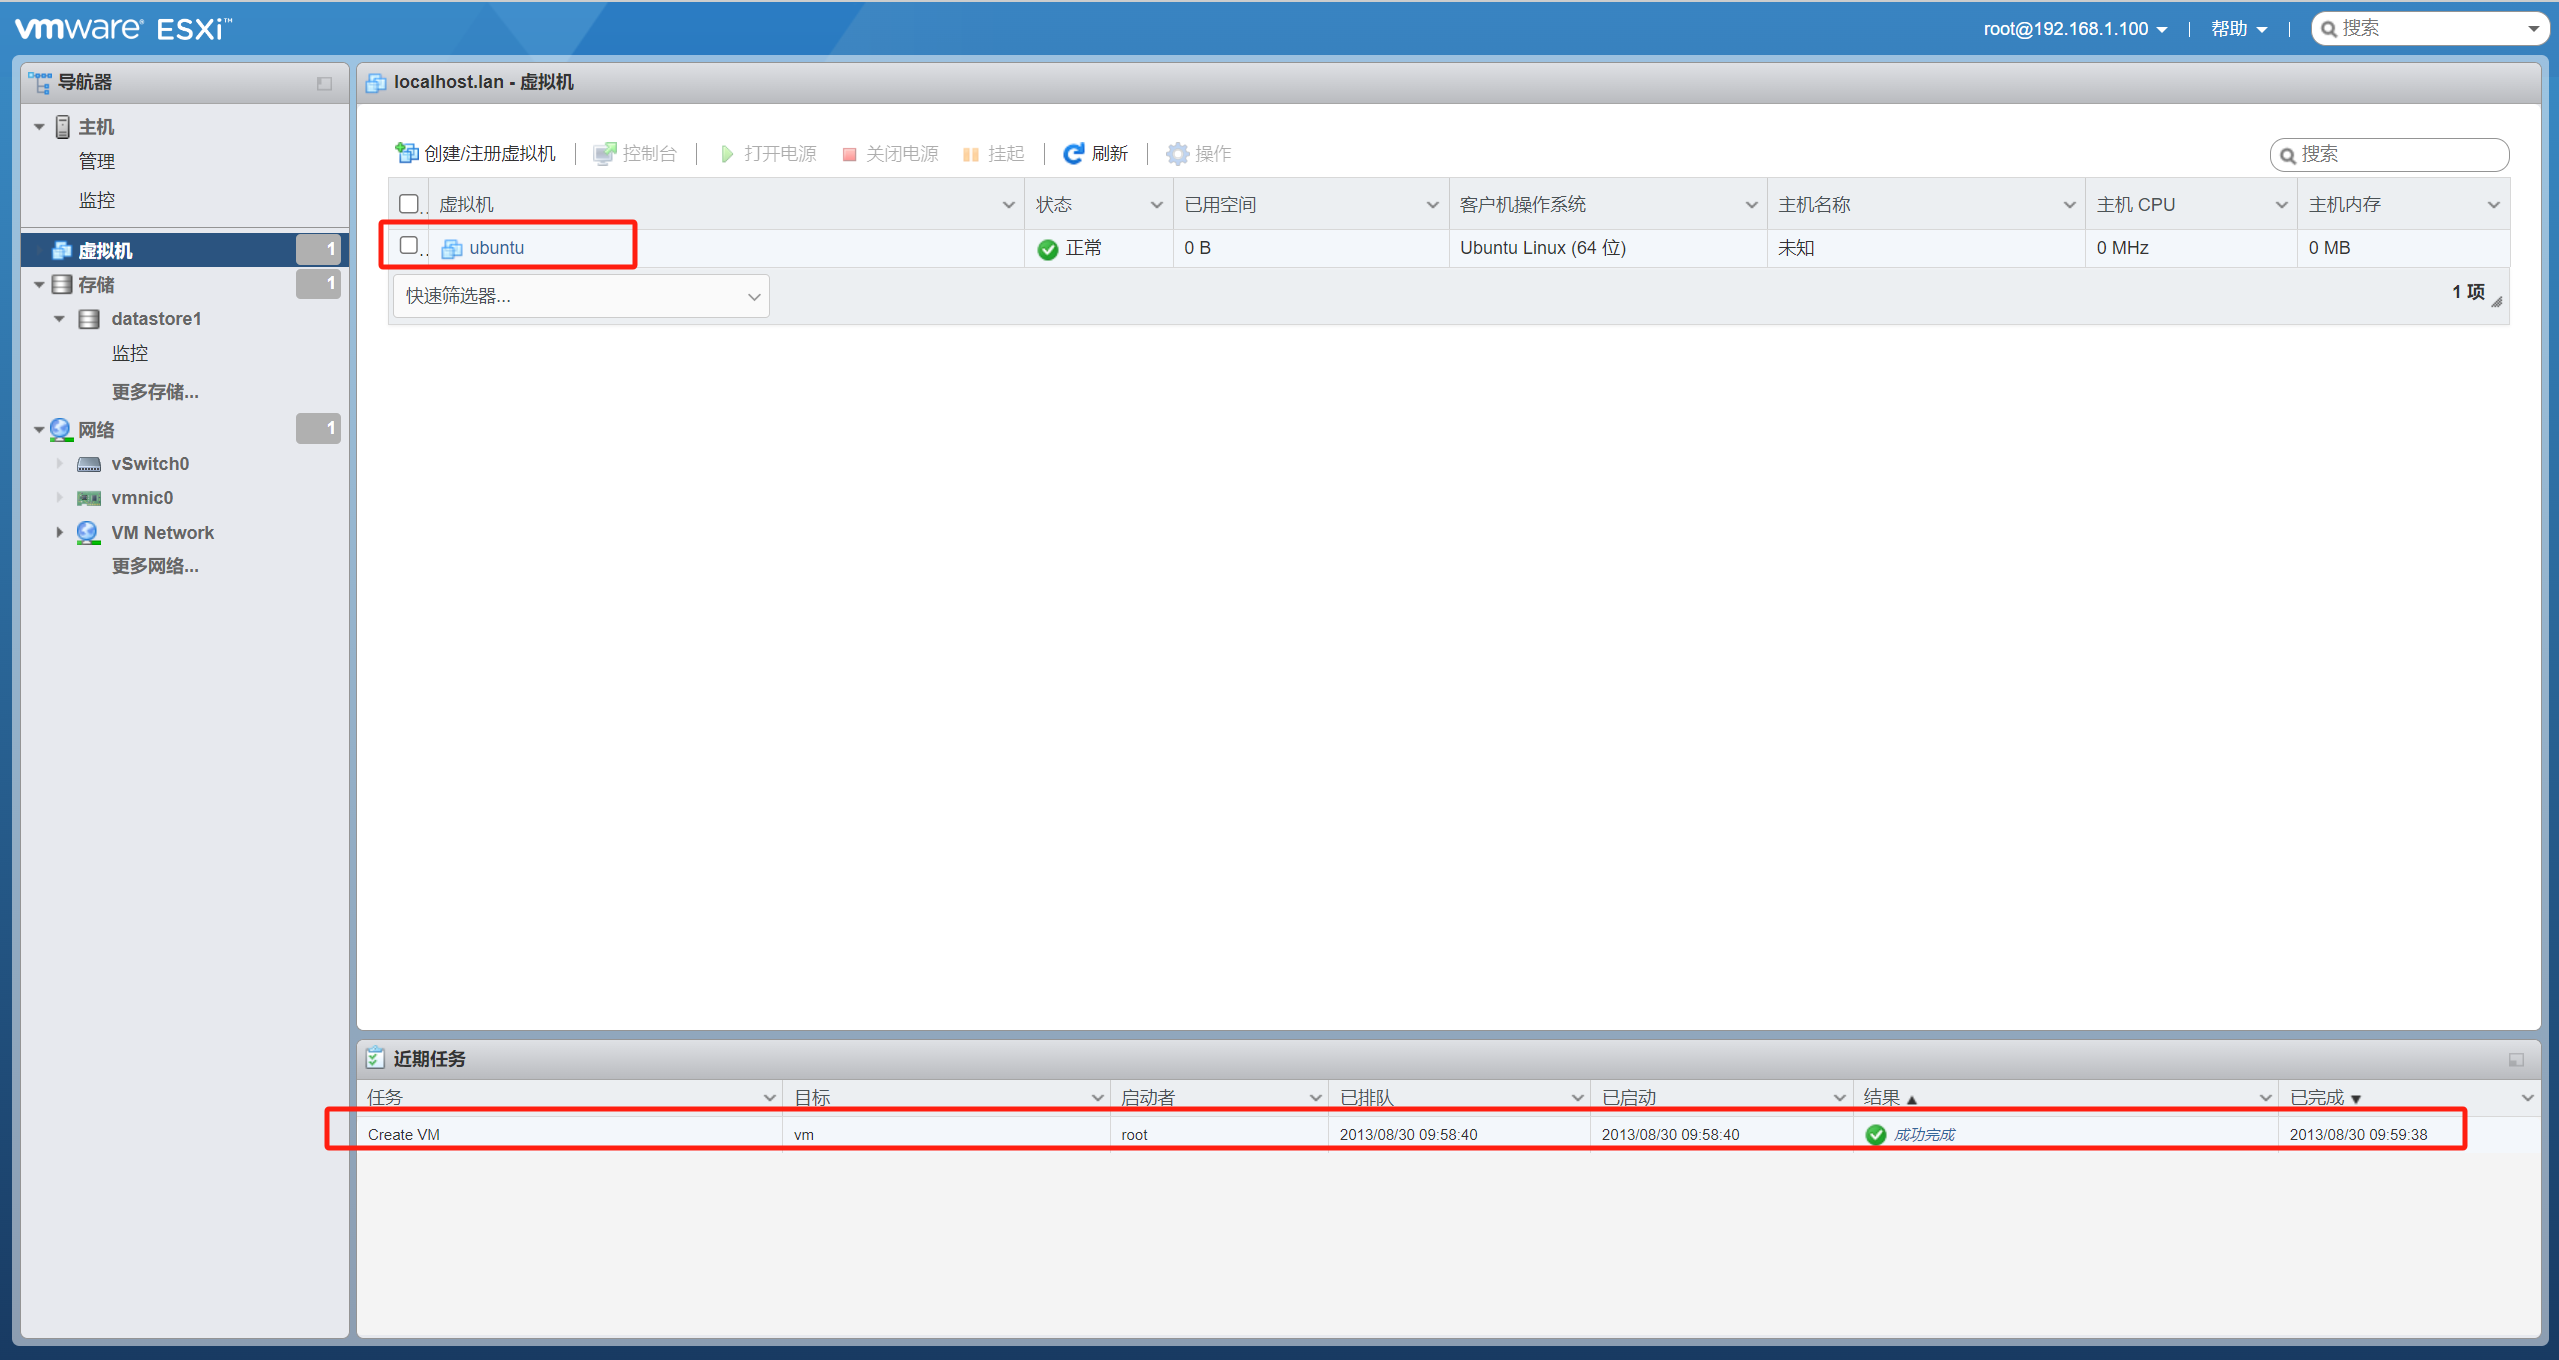 vmware® ESXi™
root@192.168.1.100 | 帮助 | 搜索
导航器
主机
管理
监控
虚拟机 1
存储 1
datastore1
监控
更多存储...
网络 1
vSwitch0
vmnic0
VM Network
更多网络...
localhost.lan - 虚拟机
创建/注册虚拟机 | 控制台 | 打开电源 关闭电源 挂起 | 刷新 | 操作 搜索
虚拟机 状态 已用空间 客户机操作系统 主机名称 主机 CPU 主机内存
ubuntu 正常 0 B Ubuntu Linux (64 位) 未知 0 MHz 0 MB
快速筛选器... 1 项
近期任务
任务 目标 启动者 已排队 已启动 结果 ▲ 已完成 ▼
Create VM vm root 2013/08/30 09:58:40 2013/08/30 09:58:40 成功完成 2013/08/30 09:59:38